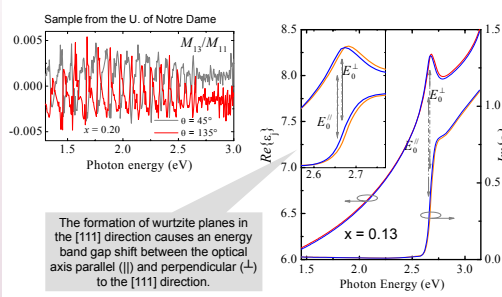 Sample from the U. of Notre Dame
M13/M11
0.005
0.000
-0.005
x = 0.20
θ = 45°
θ = 135°
1.5 2.0 2.5 3.0
Photon energy (eV)
8.5
8.0
7.5
7.0
6.5
6.0
Re{ε
E0⊥
E0//
2.6 2.7
Photon Energy (eV)
E0⊥
E0//
x = 0.13
1.5
1.0
0.5
0.0
1.5 2.0 2.5 3.0
Photon Energy (eV)
The formation of wurtzite planes in
the [111] direction causes an energy
band gap shift between the optical
axis parallel (||) and perpendicular (⊥)
to the [111] direction.